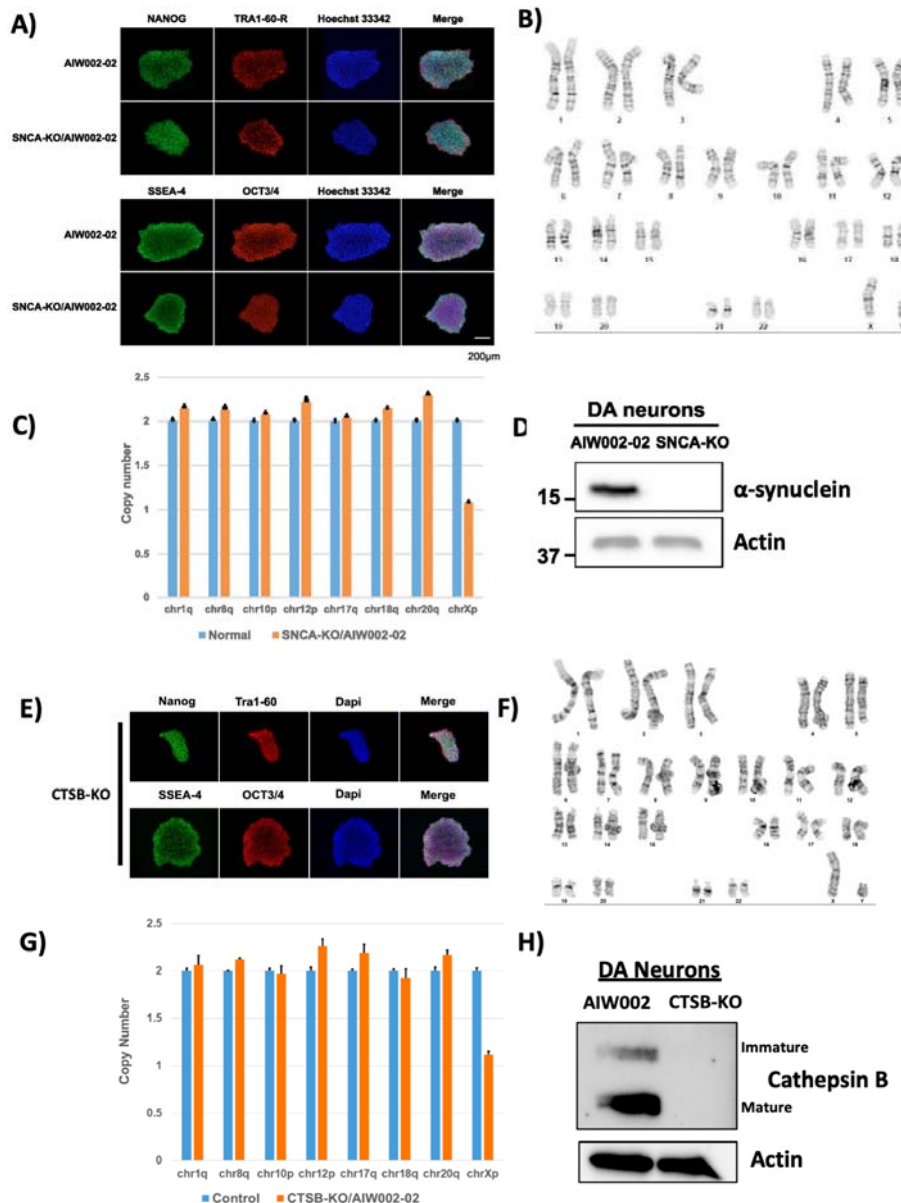 A)
NANOG TRA1-60-R Hoechst 33342 Merge
AIW002-02
SNCA-KO/AIW002-02
SSEA-4 OCT3/4 Hoechst 33342 Merge
AIW002-02
SNCA-KO/AIW002-02
200µm
B)
1 2 3 4 5
6 7 8 9 10 11 12
13 14 15 16 17 18
19 20 21 22 X
C)
Copy number
2.5
2
1.5
1
0.5
0
chr1q chr8q chr10p chr12p chr17q chr18q chr20q chrXp
Normal SNCA-KO/AIW002-02
D
DA neurons
AIW002-02 SNCA-KO
15 α-synuclein
37 Actin
E)
CTSB-KO
Nanog Tra1-60 Dapi Merge
SSEA-4 OCT3/4 Dapi Merge
F)
1 2 3 4 5
6 7 8 9 10 11 12
13 14 15 16 17 18
19 20 21 22 X Y
G)
Copy Number
2.5
2
1.5
1
0.5
0
chr1q chr8q chr10p chr12p chr17q chr18q chr20q chrXp
Control CTSB-KO/AIW002-02
H)
DA Neurons
AIW002 CTSB-KO
Immature
Cathepsin B
Mature
Actin